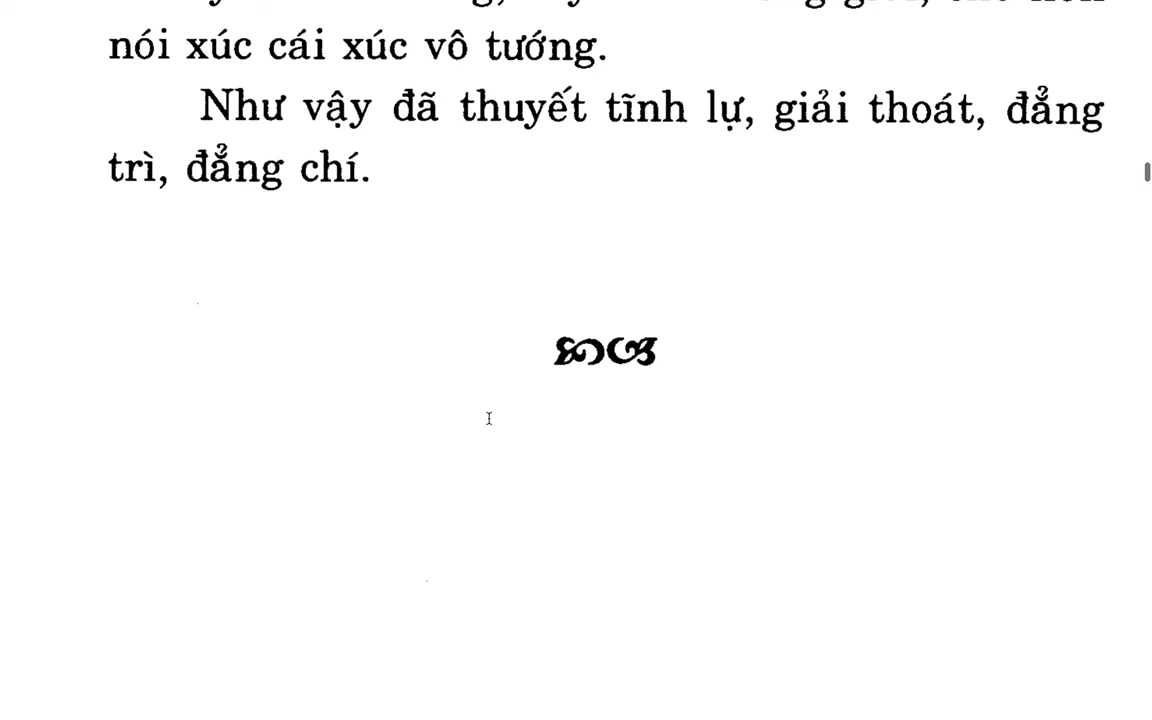 nói xúc cái xúc vô tướng.
Như vậy đã thuyết tĩnh lự, giải thoát, đẳng
trì, đẳng chí.